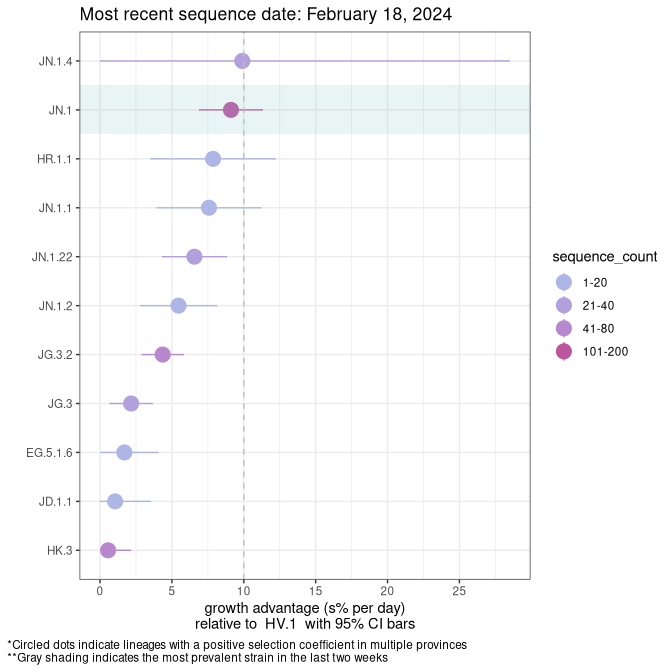 Most recent sequence date: February 18, 2024
JN.1.4
JN.1
HR.1.1
JN.1.1
JN.1.22
JN.1.2
JG.3.2
JG.3
EG.5.1.6
JD.1.1
HK.3
0 5 10 15 20 25
growth advantage (s% per day)
relative to HV.1 with 95% CI bars
sequence_count
1-20
21-40
41-80
101-200
*Circled dots indicate lineages with a positive selection coefficient in multiple provinces
**Gray shading indicates the most prevalent strain in the last two weeks